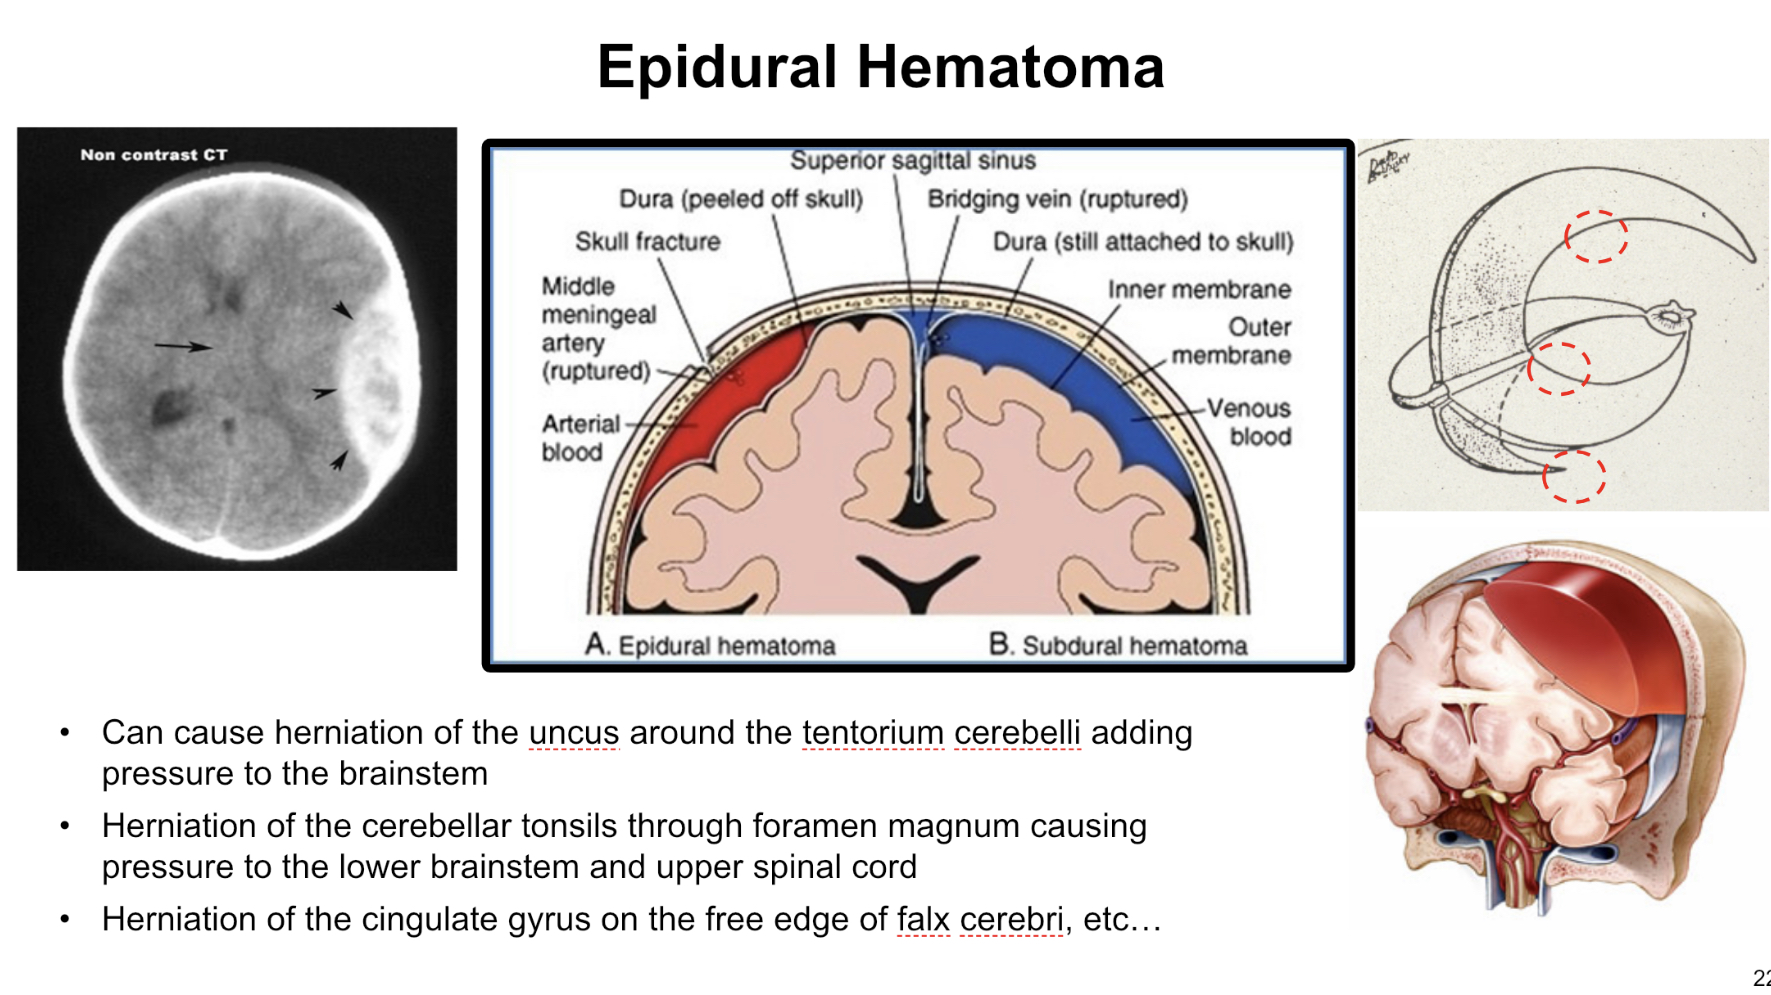 Epidural Hematoma
Non contrast CT
Superior sagittal sinus
Dura (peeled off skull)
Bridging vein (ruptured)
Skull fracture
Dura (still attached to skull)
Middle
meningeal
artery
(ruptured)
Inner membrane
Outer
membrane
Arterial
blood
Venous
blood
A. Epidural hematoma
B. Subdural hematoma
• Can cause herniation of the uncus around the tentorium cerebelli adding
pressure to the brainstem
• Herniation of the cerebellar tonsils through foramen magnum causing
pressure to the lower brainstem and upper spinal cord
• Herniation of the cingulate gyrus on the free edge of falx cerebri, etc…